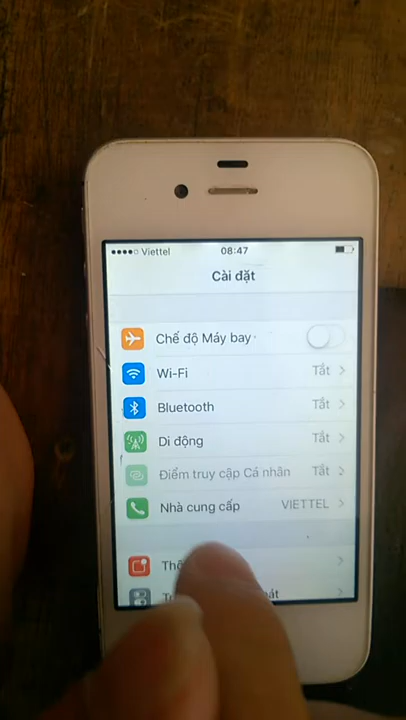 Viettel 08:47
Cài đặt
Chế độ Máy bay
Wi-Fi Tắt
Bluetooth Tắt
Di động Tắt
Điểm truy cập Cá nhân Tắt
Nhà cung cấp VIETTEL